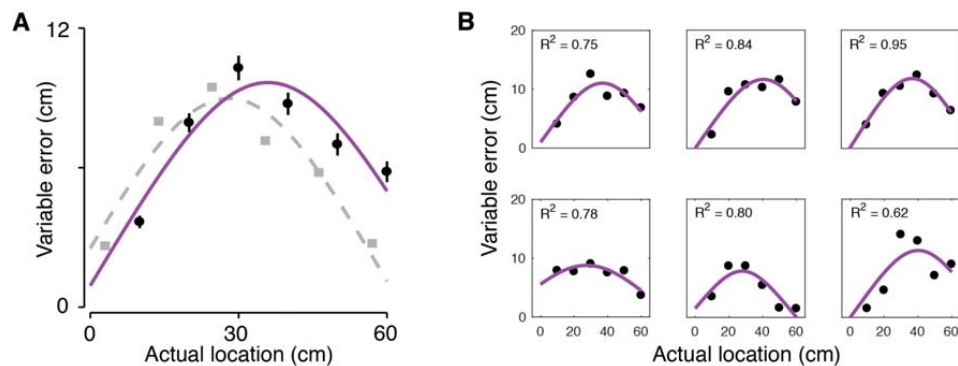 A
12
Variable error (cm)
0
0 30 60
Actual location (cm)
B
20
10
0
R² = 0.75
R² = 0.84
R² = 0.95
Variable error (cm)
20
10
0
R² = 0.78
R² = 0.80
R² = 0.62
0 20 40 60
0 20 40 60
0 20 40 60
Actual location (cm)